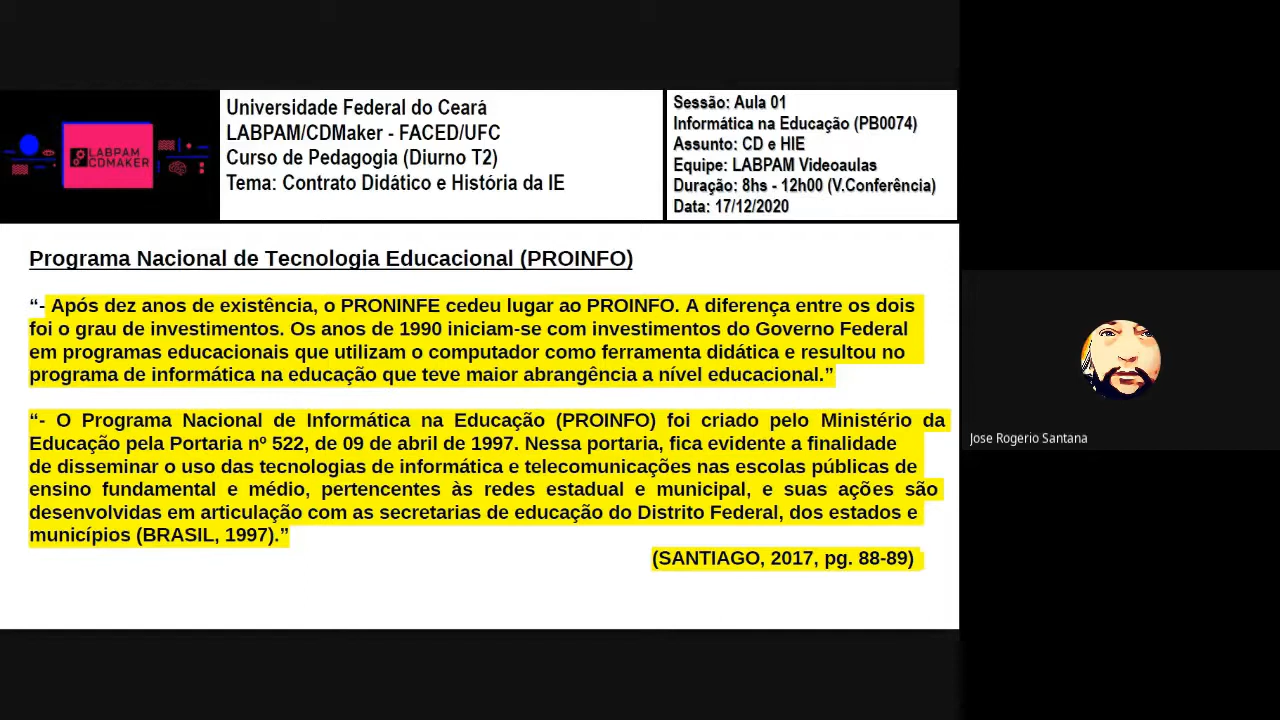 LABPAM
CDMAKER
Universidade Federal do Ceará
LABPAM/CDMaker - FACED/UFC
Curso de Pedagogia (Diurno T2)
Tema: Contrato Didático e História da IE
Sessão: Aula 01
Informática na Educação (PB0074)
Assunto: CD e HIE
Equipe: LABPAM Videoaulas
Duração: 8hs - 12h00 (V.Conferência)
Data: 17/12/2020
Programa Nacional de Tecnologia Educacional (PROINFO)
“- Após dez anos de existência, o PRONINFE cedeu lugar ao PROINFO. A diferença entre os dois
foi o grau de investimentos. Os anos de 1990 iniciam-se com investimentos do Governo Federal
em programas educacionais que utilizam o computador como ferramenta didática e resultou no
programa de informática na educação que teve maior abrangência a nível educacional.”
“- O Programa Nacional de Informática na Educação (PROINFO) foi criado pelo Ministério da
Educação pela Portaria nº 522, de 09 de abril de 1997. Nessa portaria, fica evidente a finalidade
de disseminar o uso das tecnologias de informática e telecomunicações nas escolas públicas de
ensino fundamental e médio, pertencentes às redes estadual e municipal, e suas ações são
desenvolvidas em articulação com as secretarias de educação do Distrito Federal, dos estados e
municípios (BRASIL, 1997).”
(SANTIAGO, 2017, pg. 88-89)
Jose Rogerio Santana